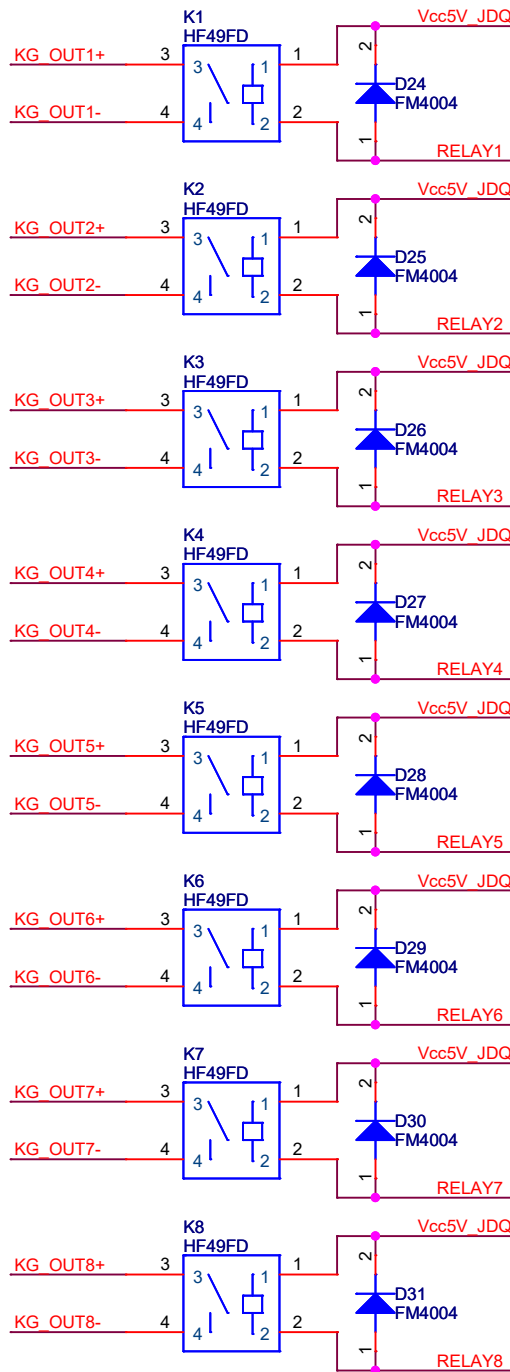 K1
HF49FD
Vcc5V_JDQ
KG_OUT1+ 3 3 1 1 2 D24
FM4004
KG_OUT1- 4 4 2 2 1
RELAY1
K2
HF49FD
Vcc5V_JDQ
KG_OUT2+ 3 3 1 1 2 D25
FM4004
KG_OUT2- 4 4 2 2 1
RELAY2
K3
HF49FD
Vcc5V_JDQ
KG_OUT3+ 3 3 1 1 2 D26
FM4004
KG_OUT3- 4 4 2 2 1
RELAY3
K4
HF49FD
Vcc5V_JDQ
KG_OUT4+ 3 3 1 1 2 D27
FM4004
KG_OUT4- 4 4 2 2 1
RELAY4
K5
HF49FD
Vcc5V_JDQ
KG_OUT5+ 3 3 1 1 2 D28
FM4004
KG_OUT5- 4 4 2 2 1
RELAY5
K6
HF49FD
Vcc5V_JDQ
KG_OUT6+ 3 3 1 1 2 D29
FM4004
KG_OUT6- 4 4 2 2 1
RELAY6
K7
HF49FD
Vcc5V_JDQ
KG_OUT7+ 3 3 1 1 2 D30
FM4004
KG_OUT7- 4 4 2 2 1
RELAY7
K8
HF49FD
Vcc5V_JDQ
KG_OUT8+ 3 3 1 1 2 D31
FM4004
KG_OUT8- 4 4 2 2 1
RELAY8